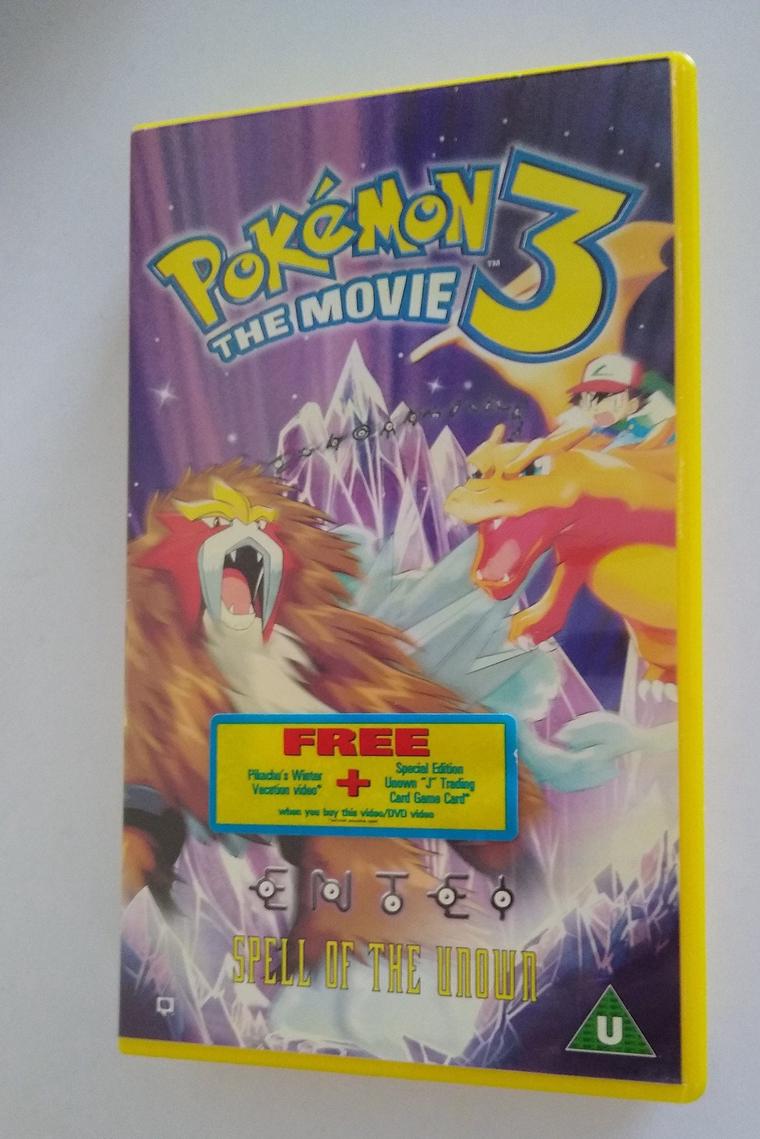 POKéMON 3
™
THE MOVIE
FREE
Pikachu's Winter
Vacation video*
+
Special Edition
Unown "J" Trading
Card Game Card*
when you buy this video/DVD video
ENTEI
SPELL OF THE UNOWN
U